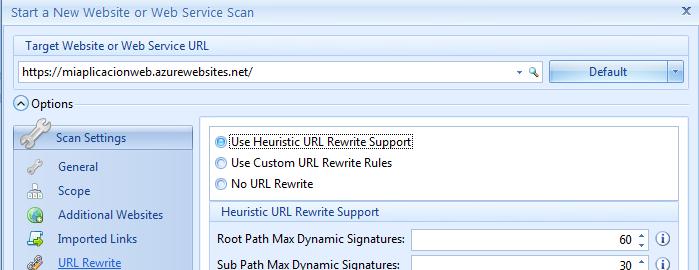 Start a New Website or Web Service Scan
Target Website or Web Service URL
https://miaplicacionweb.azurewebsites.net/
Default
Options
Scan Settings
General
Scope
Additional Websites
Imported Links
URL Rewrite
Use Heuristic URL Rewrite Support
Use Custom URL Rewrite Rules
No URL Rewrite
Heuristic URL Rewrite Support
Root Path Max Dynamic Signatures: 60
Sub Path Max Dynamic Signatures: 30